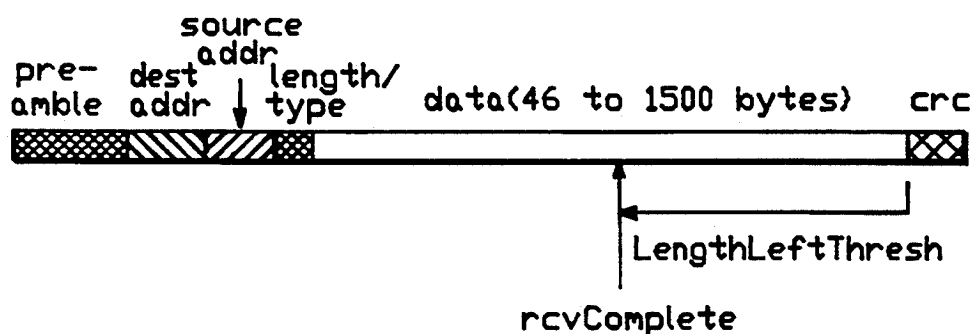 source
addr
pre-
amble
dest
addr
length/
type
data(46 to 1500 bytes)
crc
LengthLeftThresh
rcvComplete